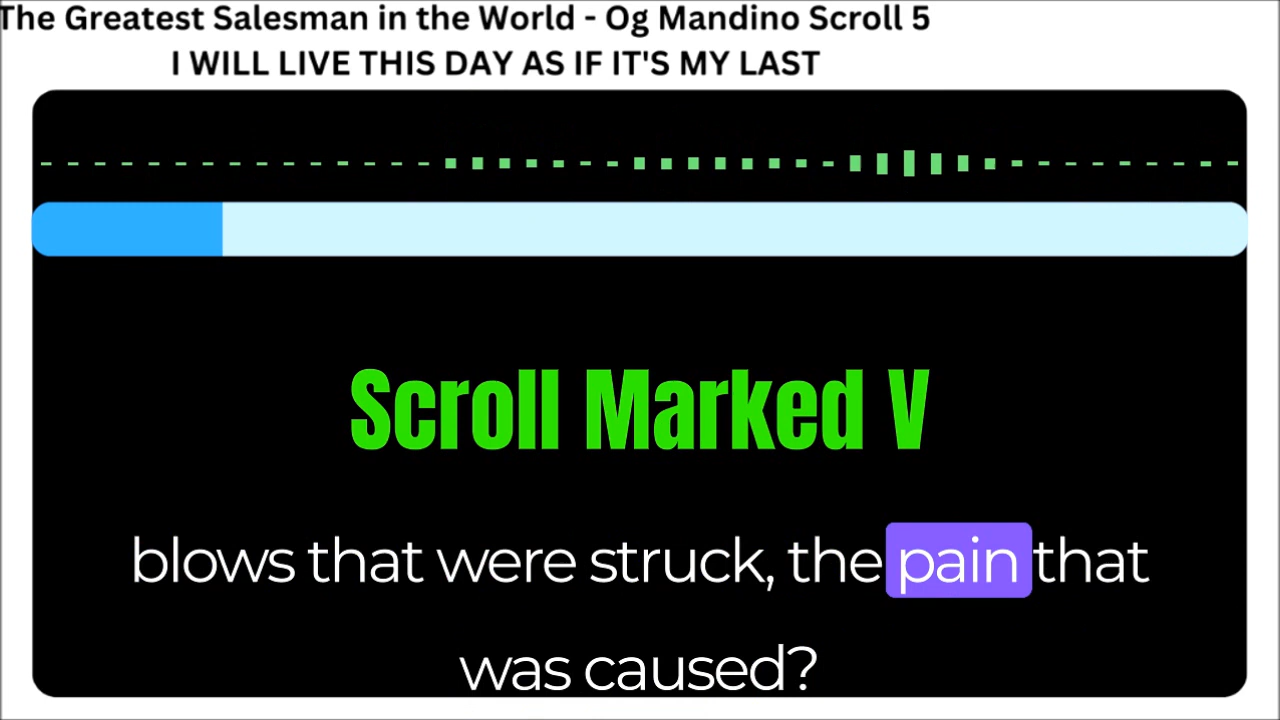 The Greatest Salesman in the World - Og Mandino Scroll 5
I WILL LIVE THIS DAY AS IF IT'S MY LAST
Scroll Marked V
blows that were struck, the pain that
was caused?